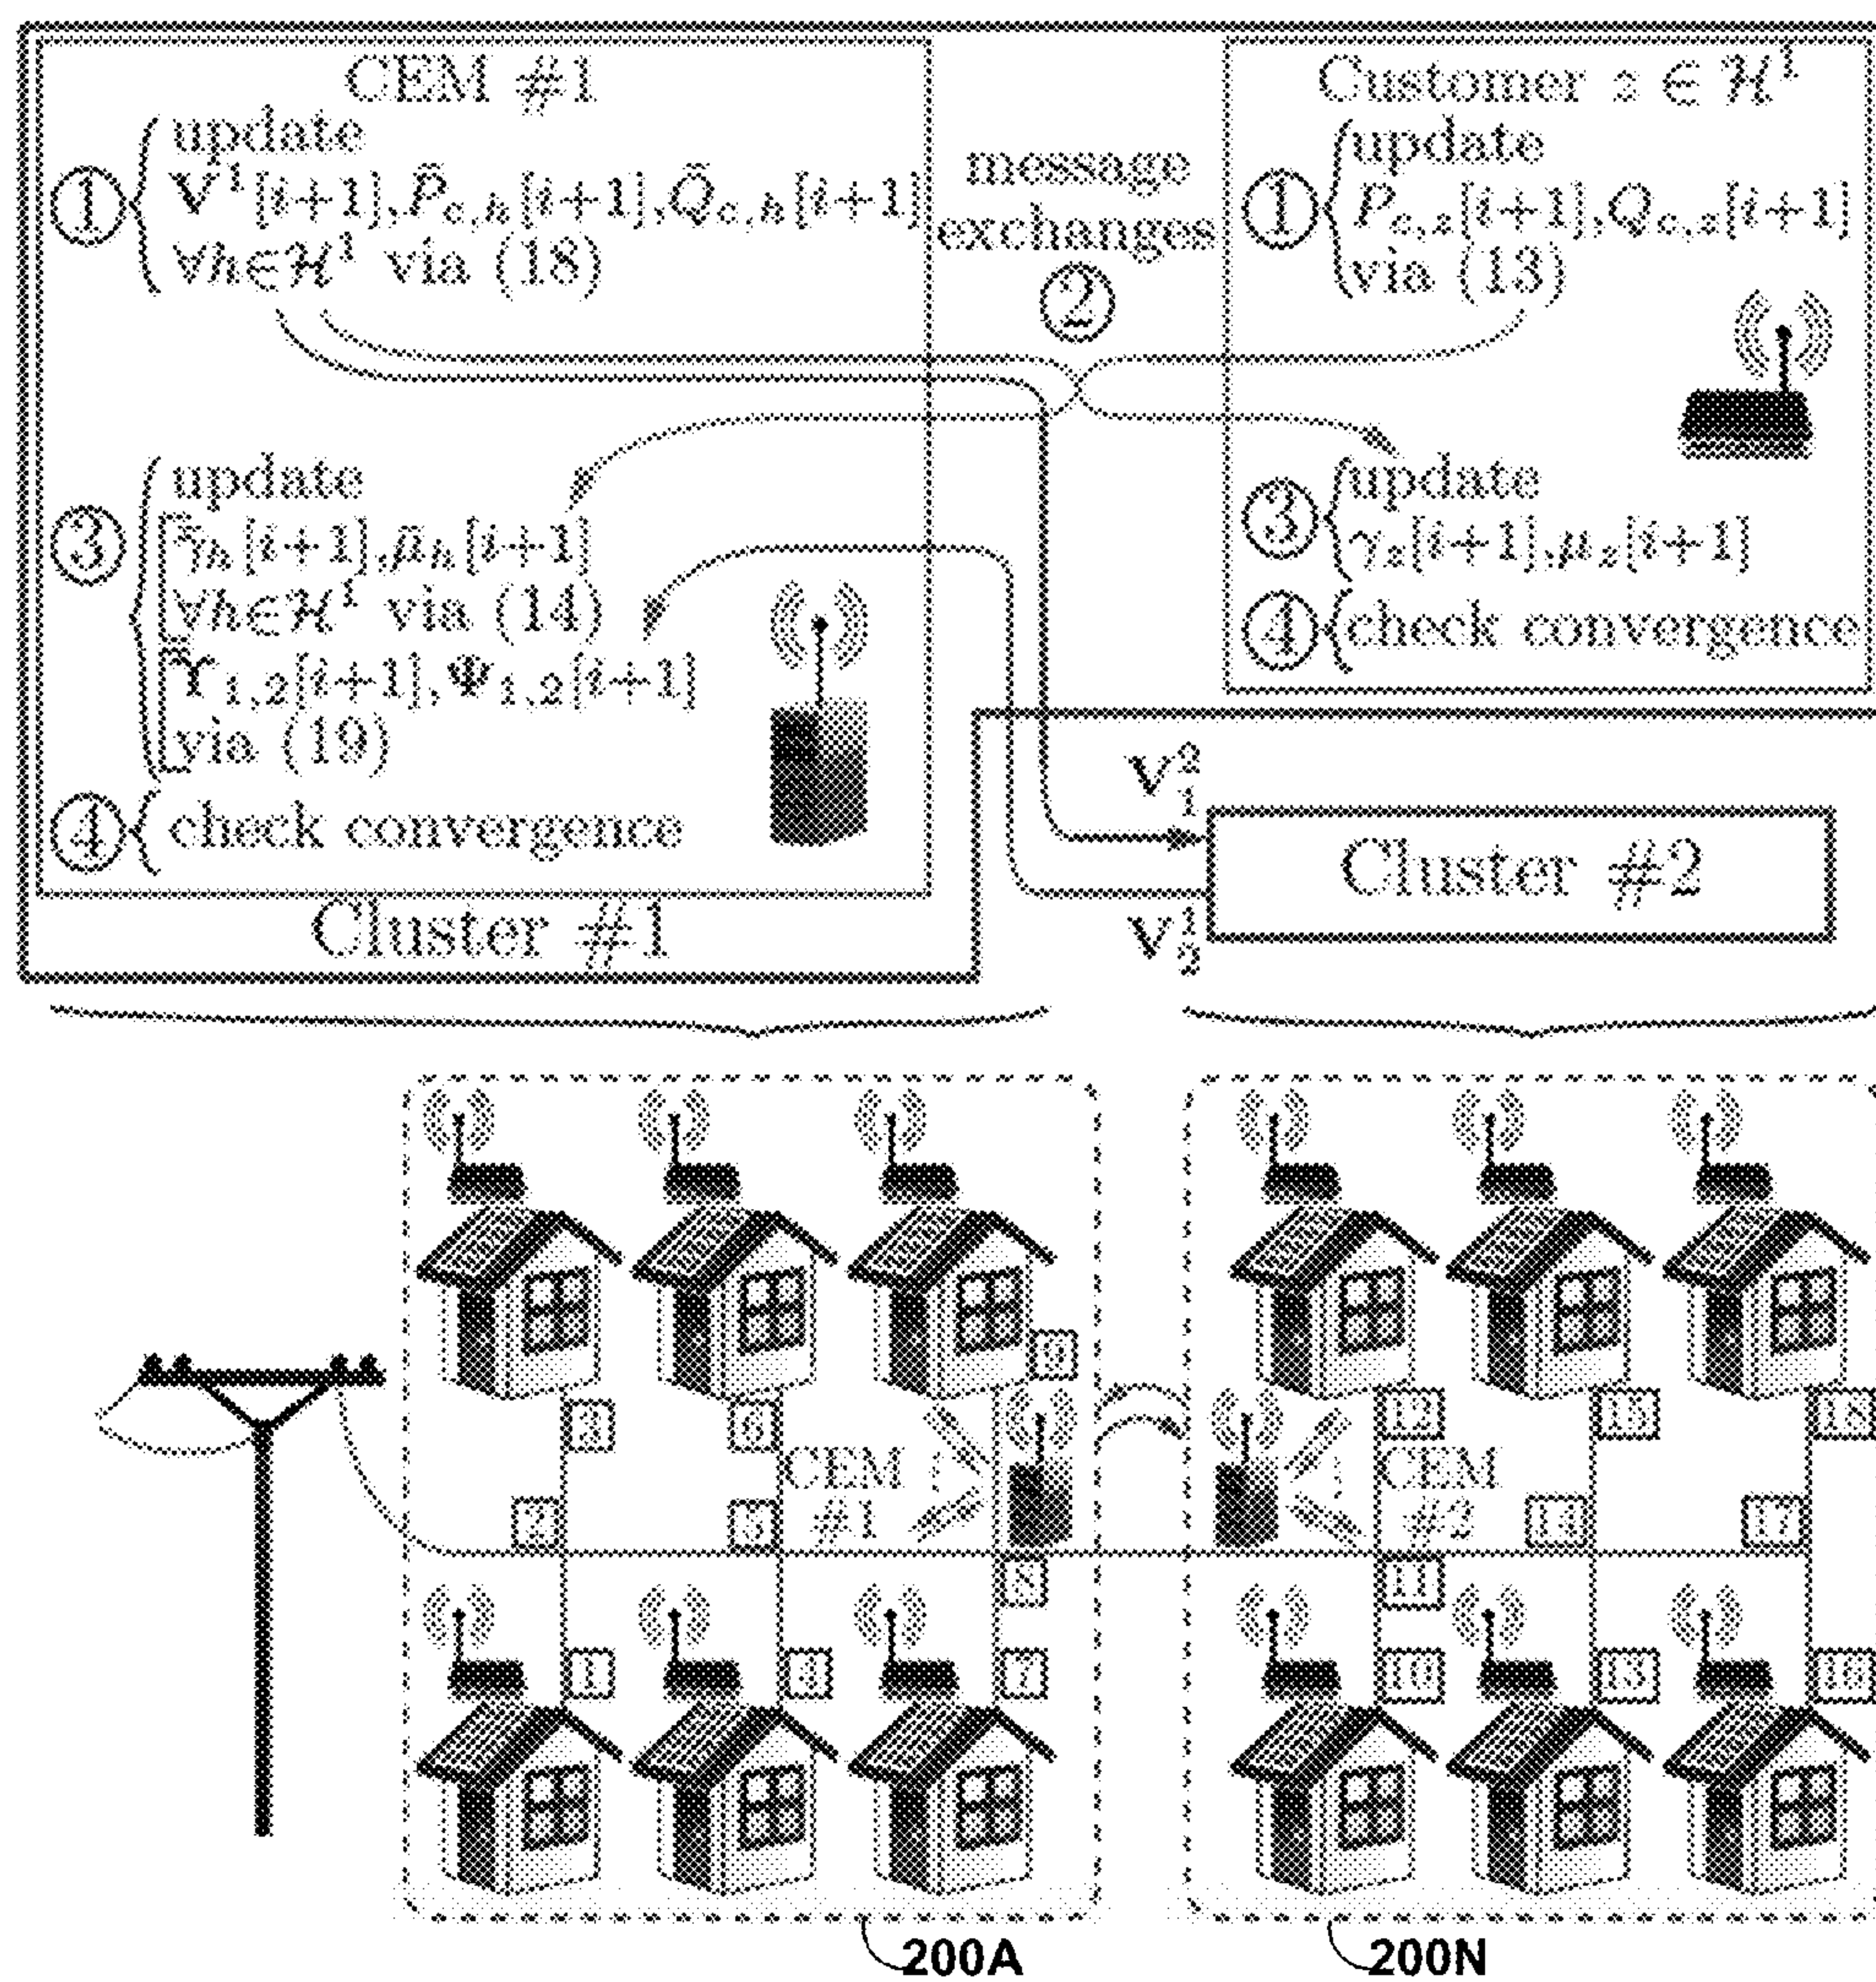 CEM #1
① update
V¹[i+1],P̃c,h[i+1],Q̃c,h[i+1]
∀h∈ℋ¹ via (18)
message
exchanges
②
Customer z ∈ ℋ¹
① update
Pc,z[i+1],Qc,z[i+1]
via (13)
③ update
γ̃h[i+1],μ̃h[i+1]
∀h∈ℋ¹ via (14)
Υ1,2[i+1],Ψ1,2[i+1]
via (19)
④ check convergence
③ update
γz[i+1],μz[i+1]
④ check convergence
Cluster #1
V²₁
Cluster #2
V¹₂
9
3
6
12
15
18
CEM
#1
CEM
#2
2
5
14
17
8
11
1
4
7
10
13
16
200A
200N